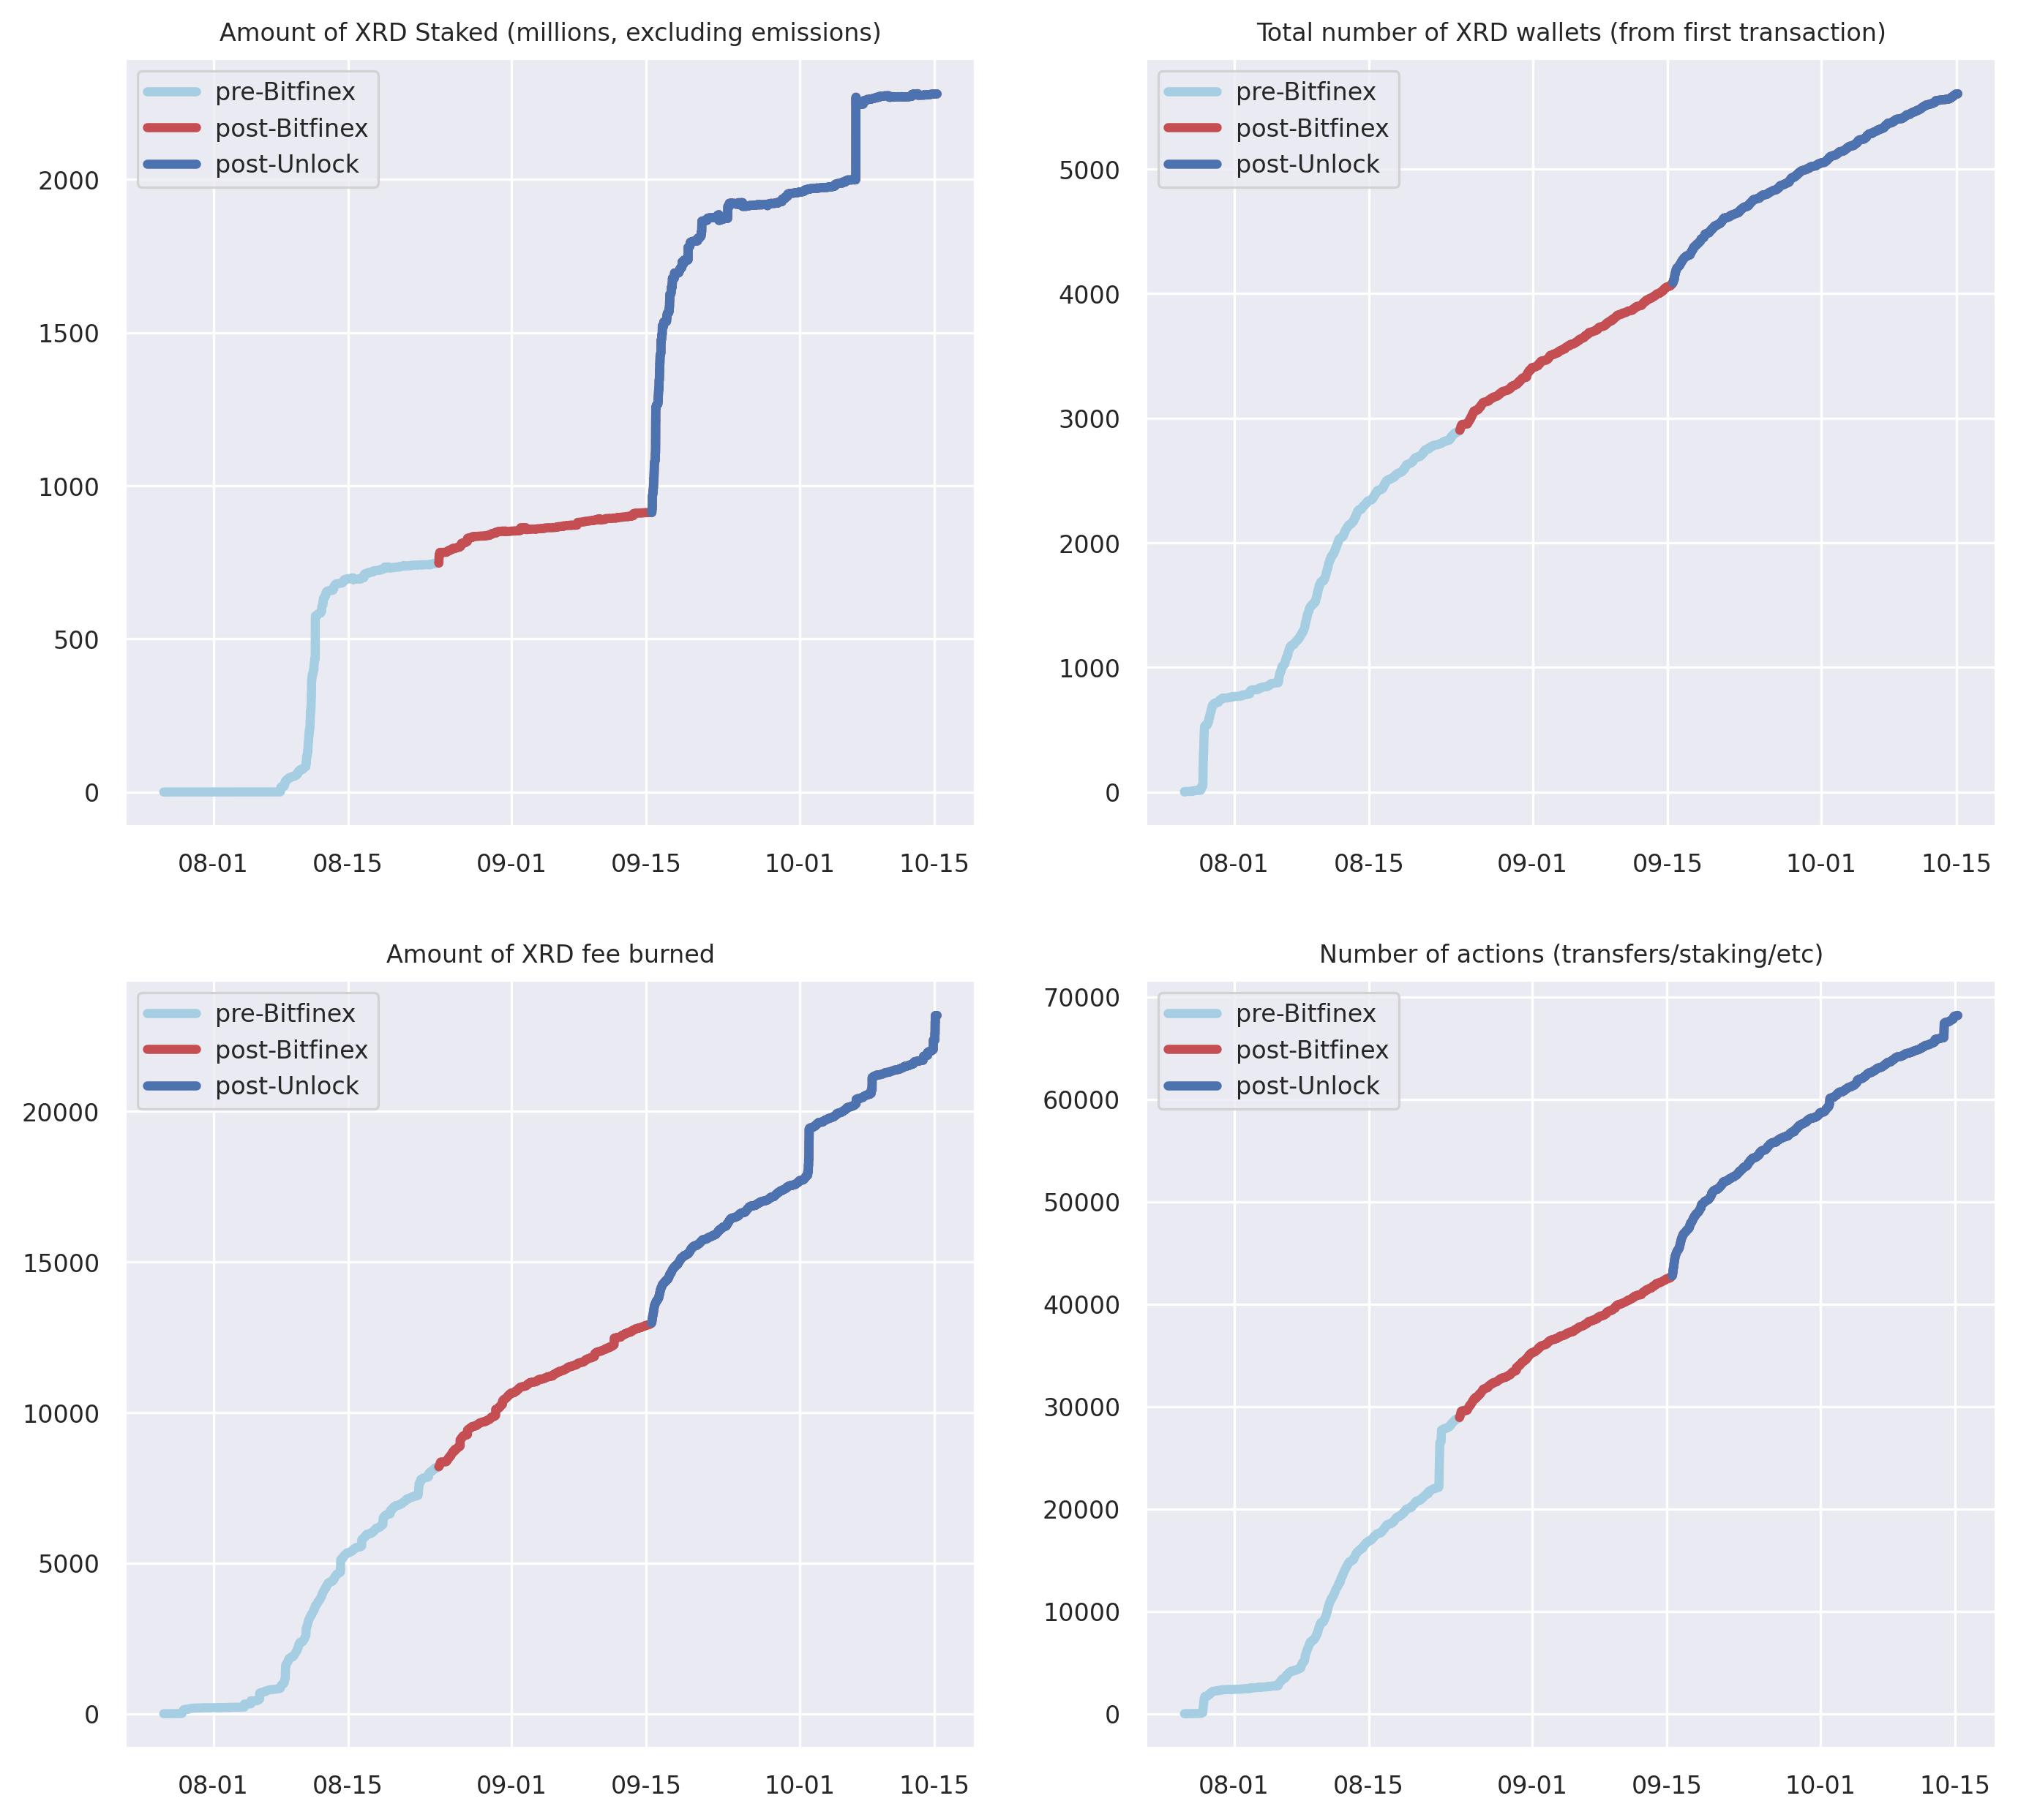 Amount of XRD Staked (millions, excluding emissions)
pre-Bitfinex
post-Bitfinex
post-Unlock
2000
1500
1000
500
0
08-01 08-15 09-01 09-15 10-01 10-15
Total number of XRD wallets (from first transaction)
pre-Bitfinex
post-Bitfinex
post-Unlock
5000
4000
3000
2000
1000
0
08-01 08-15 09-01 09-15 10-01 10-15
Amount of XRD fee burned
pre-Bitfinex
post-Bitfinex
post-Unlock
20000
15000
10000
5000
0
08-01 08-15 09-01 09-15 10-01 10-15
Number of actions (transfers/staking/etc)
70000
pre-Bitfinex
post-Bitfinex
post-Unlock
60000
50000
40000
30000
20000
10000
0
08-01 08-15 09-01 09-15 10-01 10-15